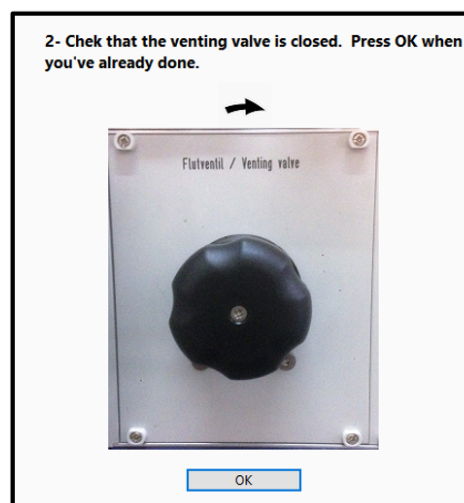 2- Chek that the venting valve is closed.  Press OK when
you've already done.
Flutventil / Venting valve
OK